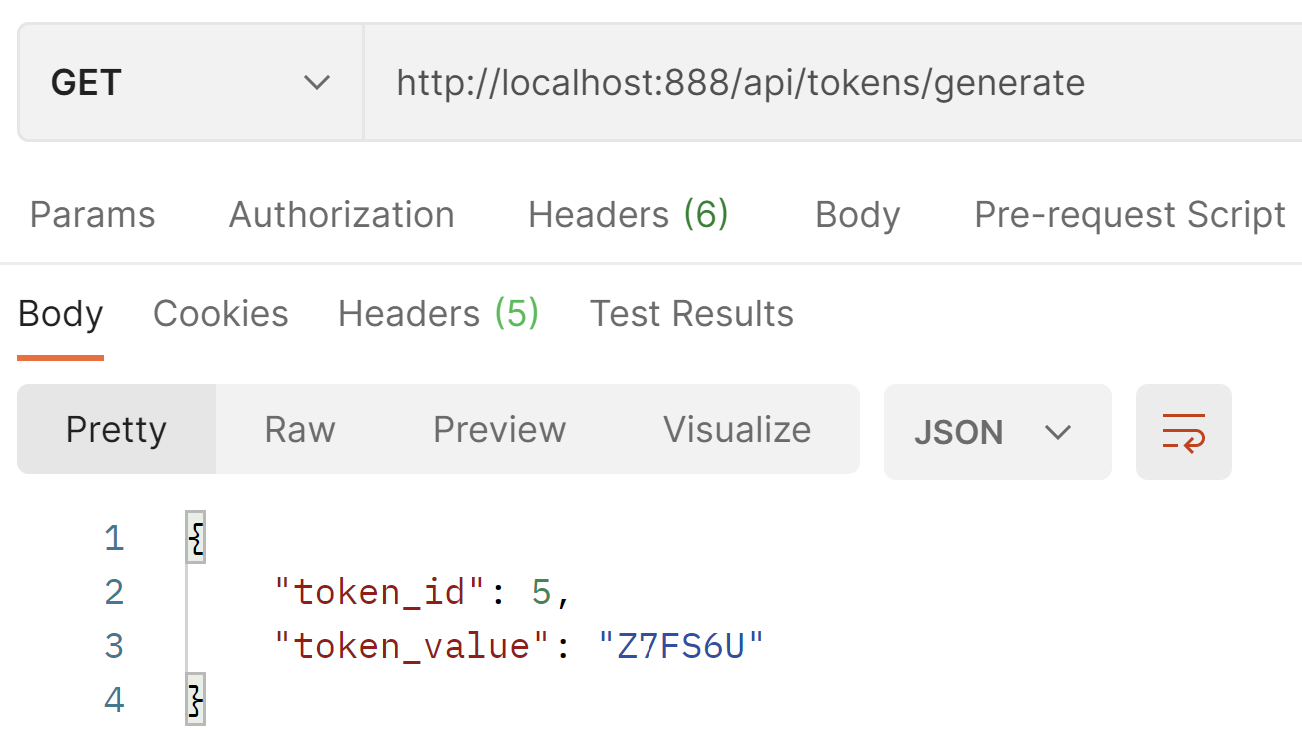 GET http://localhost:888/api/tokens/generate
Params Authorization Headers (6) Body Pre-request Script
Body Cookies Headers (5) Test Results
Pretty Raw Preview Visualize JSON
1 {
2 "token_id": 5,
3 "token_value": "Z7FS6U"
4 }